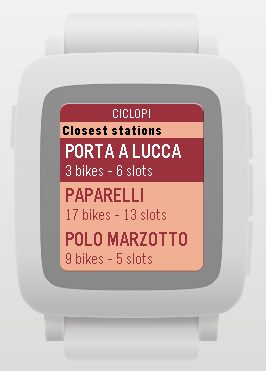 CICLOPI
Closest stations
PORTA A LUCCA
3 bikes - 6 slots
PAPARELLI
17 bikes - 13 slots
POLO MARZOTTO
9 bikes - 5 slots